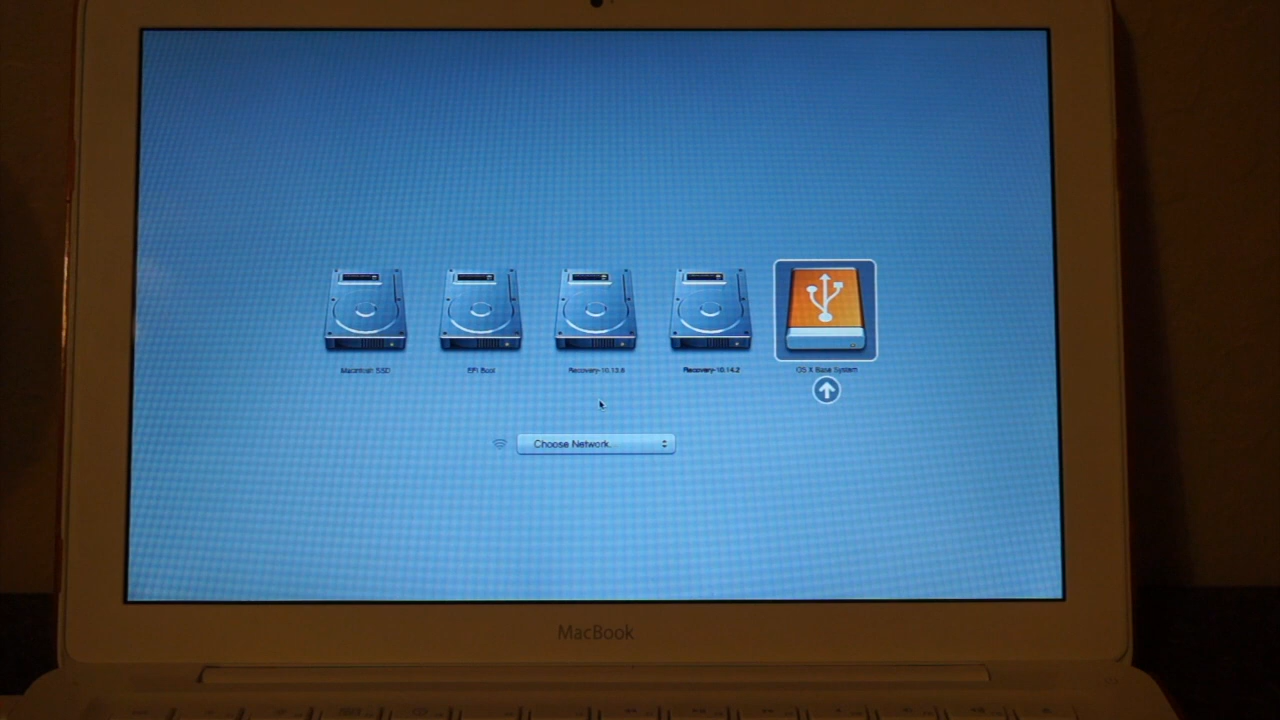 Macintosh SSD
EFI Boot
Recovery-10.13.6
Recovery-10.14.2
OS X Base System
Choose Network.
MacBook